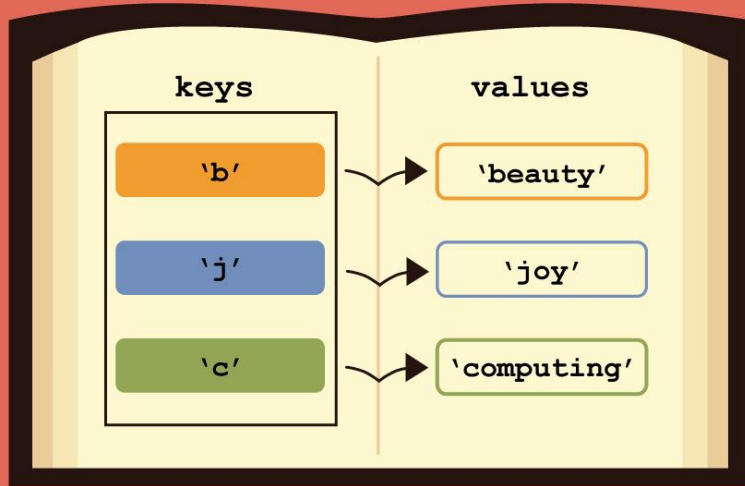 keys values
‘b’ ‘beauty’
‘j’ ‘joy’
‘c’ ‘computing’